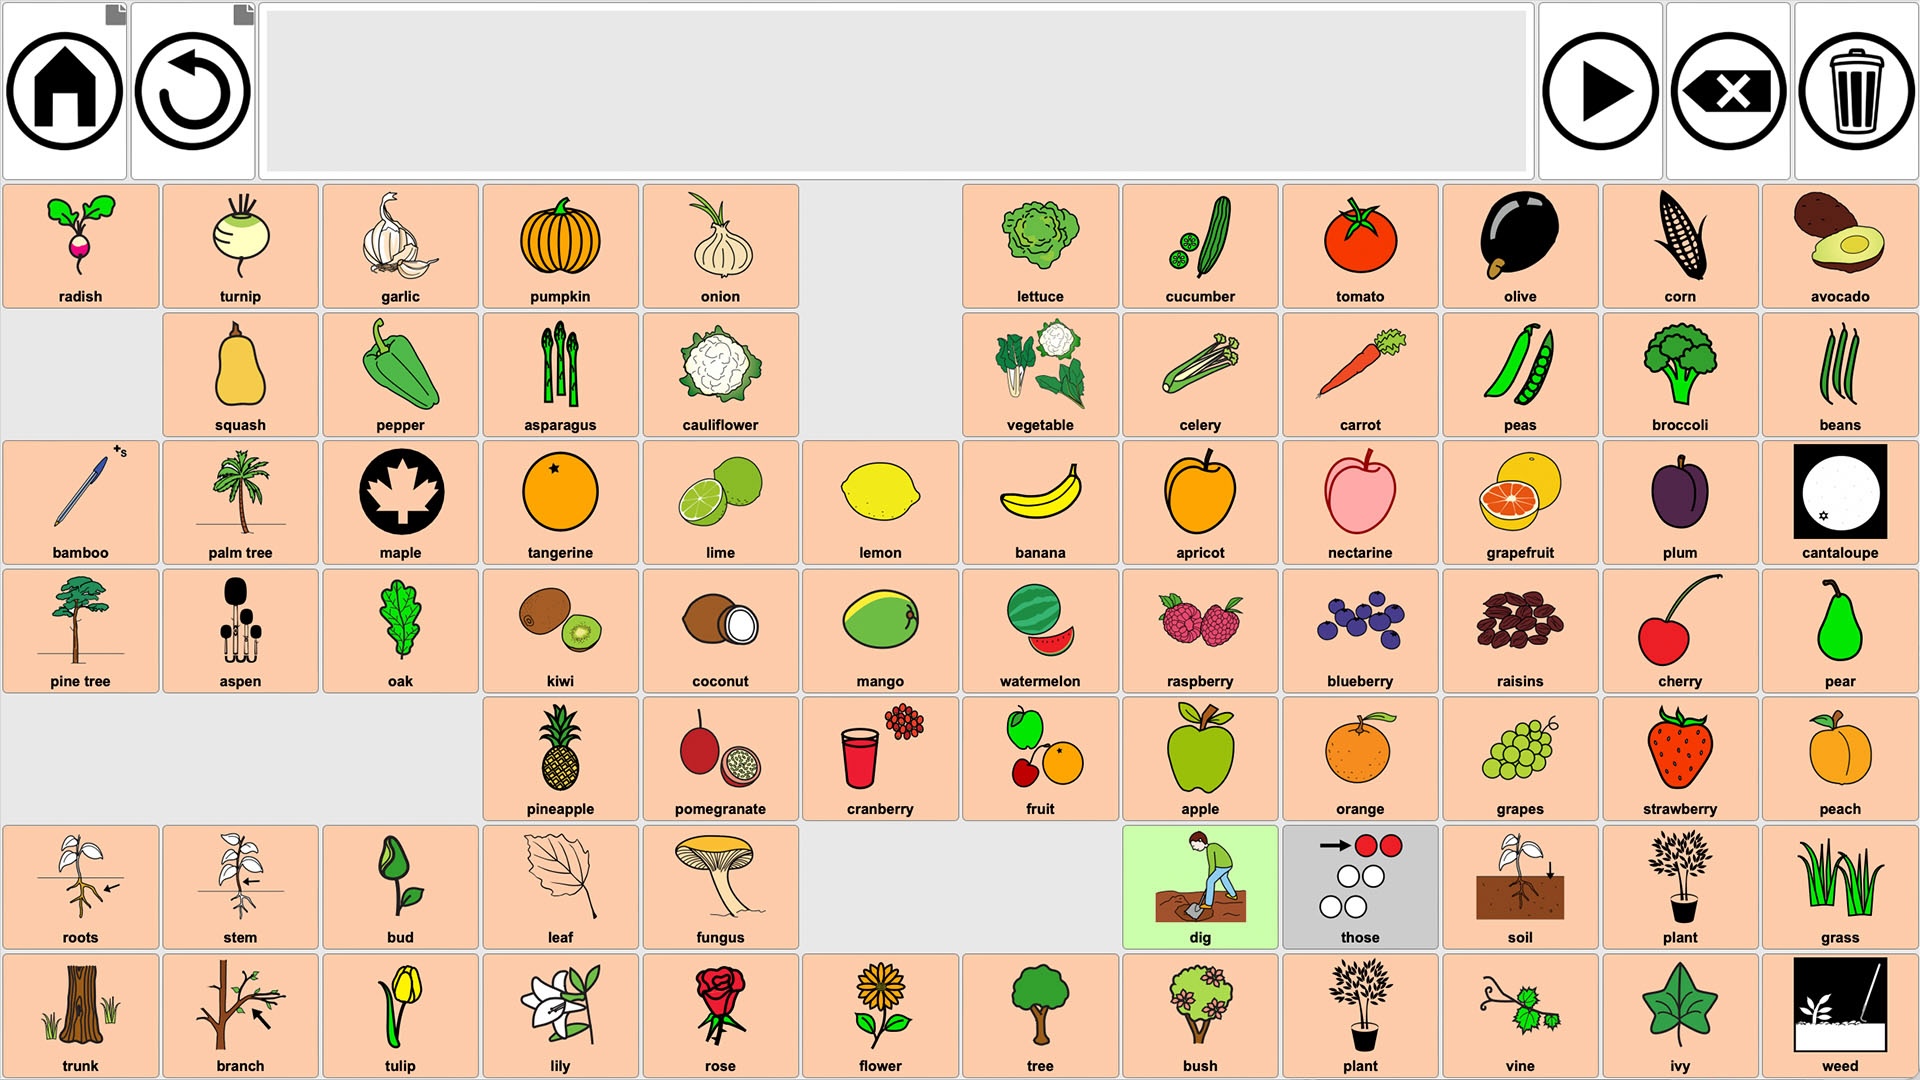 radish turnip garlic pumpkin onion lettuce cucumber tomato olive corn avocado
squash pepper asparagus cauliflower vegetable celery carrot peas broccoli beans
+s
bamboo palm tree maple tangerine lime lemon banana apricot nectarine grapefruit plum cantaloupe
pine tree aspen oak kiwi coconut mango watermelon raspberry blueberry raisins cherry pear
pineapple pomegranate cranberry fruit apple orange grapes strawberry peach
roots stem bud leaf fungus dig those soil plant grass
trunk branch tulip lily rose flower tree bush plant vine ivy weed